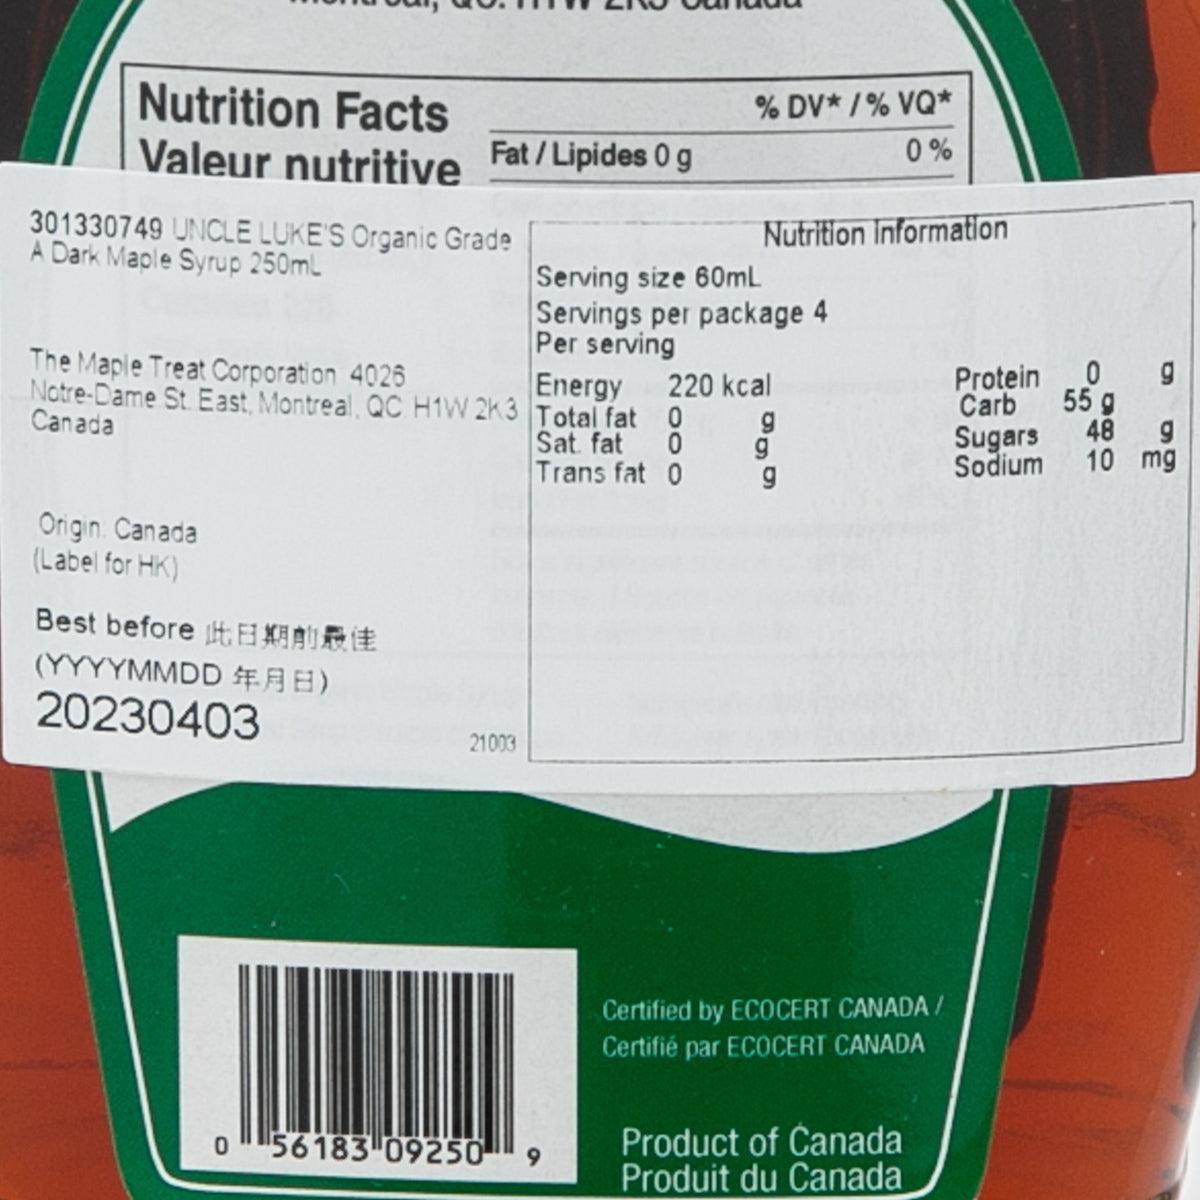 Montreal, QC. H1W 2K3 Canada
Nutrition Facts
Valeur nutritive
% DV* / % VQ*
Fat / Lipides 0 g 0 %
301330749 UNCLE LUKE'S Organic Grade
A Dark Maple Syrup 250mL
The Maple Treat Corporation 4026
Notre-Dame St. East, Montreal, QC H1W 2K3
Canada
Origin: Canada
(Label for HK)
Best before 此日期前最佳
(YYYYMMDD 年月日)
20230403
21003
Nutrition information
Serving size 60mL
Servings per package 4
Per serving
Energy 220 kcal
Total fat 0 g
Sat. fat 0 g
Trans fat 0 g
Protein 0 g
Carb 55 g
Sugars 48 g
Sodium 10 mg
0 56183 09250 9
Certified by ECOCERT CANADA /
Certifié par ECOCERT CANADA
Product of Canada
Produit du Canada